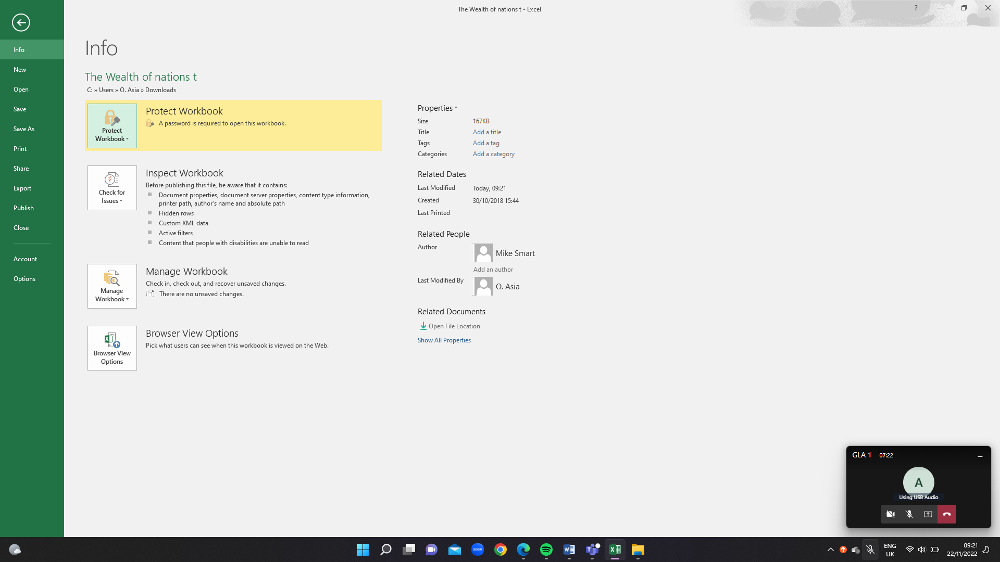 The Wealth of nations t - Excel
?
Info
New
Open
Save
Save As
Print
Share
Export
Publish
Close
Account
Options
Info
The Wealth of nations t
C: » Users » O. Asia » Downloads
Protect Workbook
Protect Workbook
A password is required to open this workbook.
Check for Issues
Inspect Workbook
Before publishing this file, be aware that it contains:
Document properties, document server properties, content type information,
printer path, author's name and absolute path
Hidden rows
Custom XML data
Active filters
Content that people with disabilities are unable to read
Manage Workbook
Manage Workbook
Check in, check out, and recover unsaved changes.
There are no unsaved changes.
Browser View Options
Browser View Options
Pick what users can see when this workbook is viewed on the Web.
Properties
Size 167KB
Title Add a title
Tags Add a tag
Categories Add a category
Related Dates
Last Modified Today, 09:21
Created 30/10/2018 15:44
Last Printed
Related People
Author Mike Smart
Add an author
Last Modified By O. Asia
Related Documents
Open File Location
Show All Properties
GLA 1 07:22
A
Using USB Audio
zoom
ENG
UK
09:21
22/11/2022